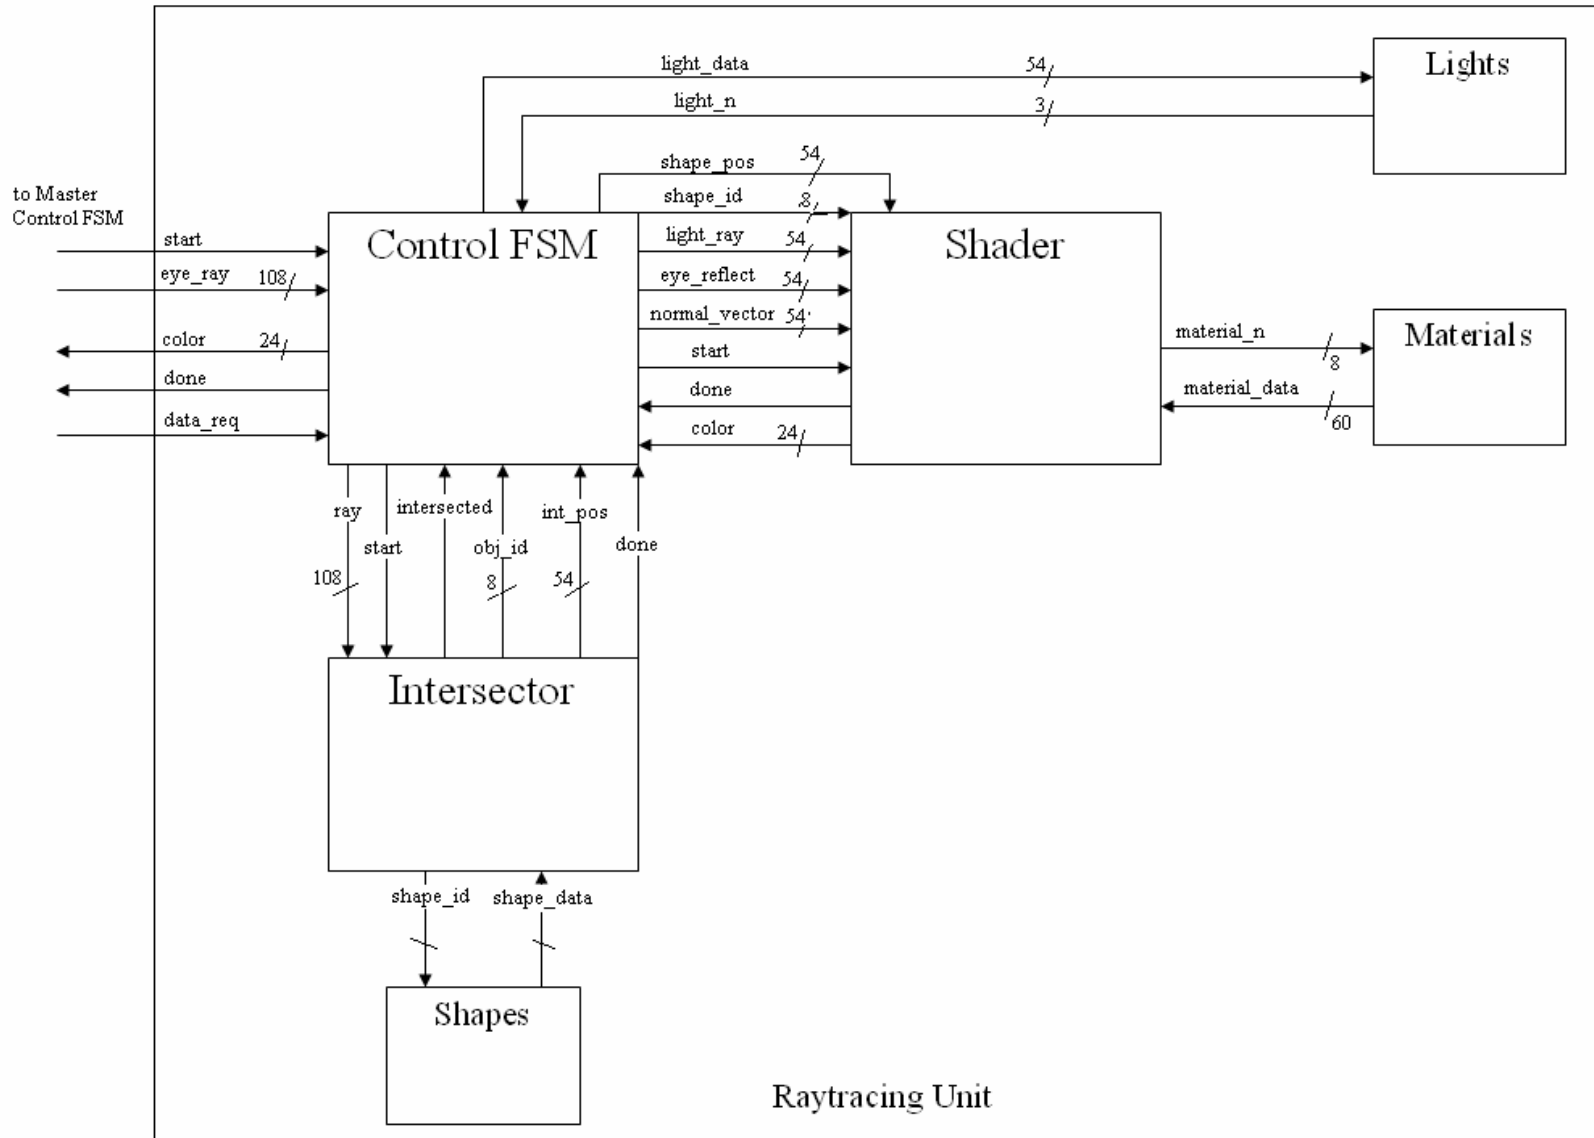 light_data 54
Lights
light_n 3
shape_pos 54
to Master
Control FSM
shape_id 8
start
Control FSM
light_ray 54
Shader
eye_ray 108
eye_reflect 54
normal_vector 54
material_n 8
Materials
color 24
start
done
done
material_data 60
data_req
color 24
ray
intersected
int_pos
start
obj_id
done
108
8
54
Intersector
shape_id
shape_data
Shapes
Raytracing Unit